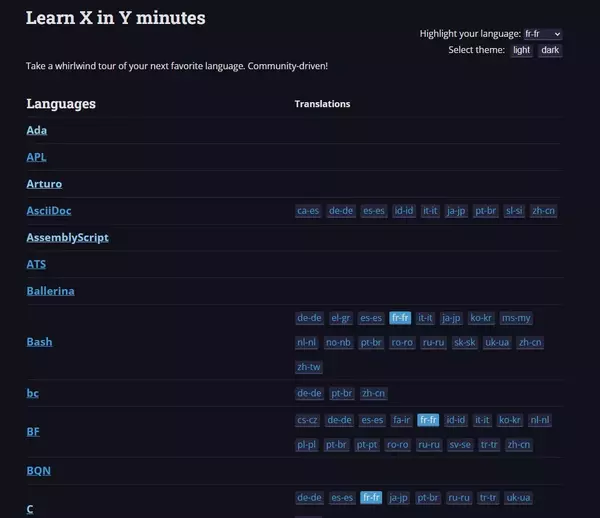 Learn X in Y minutes
Highlight your language: fr-fr
Select theme: light dark
Take a whirlwind tour of your next favorite language. Community-driven!
Languages Translations
Ada
APL
Arturo
AsciiDoc ca-es de-de es-es id-id it-it ja-jp pt-br sl-si zh-cn
AssemblyScript
ATS
Ballerina
de-de el-gr es-es fr-fr it-it ja-jp ko-kr ms-my
Bash nl-nl no-nb pt-br ro-ro ru-ru sk-sk uk-ua zh-cn
zh-tw
bc de-de pt-br zh-cn
BF cs-cz de-de es-es fa-ir fr-fr id-id it-it ko-kr nl-nl
pl-pl pt-br pt-pt ro-ro ru-ru sv-se tr-tr zh-cn
BQN
C de-de es-es fr-fr ja-jp pt-br ru-ru tr-tr uk-ua